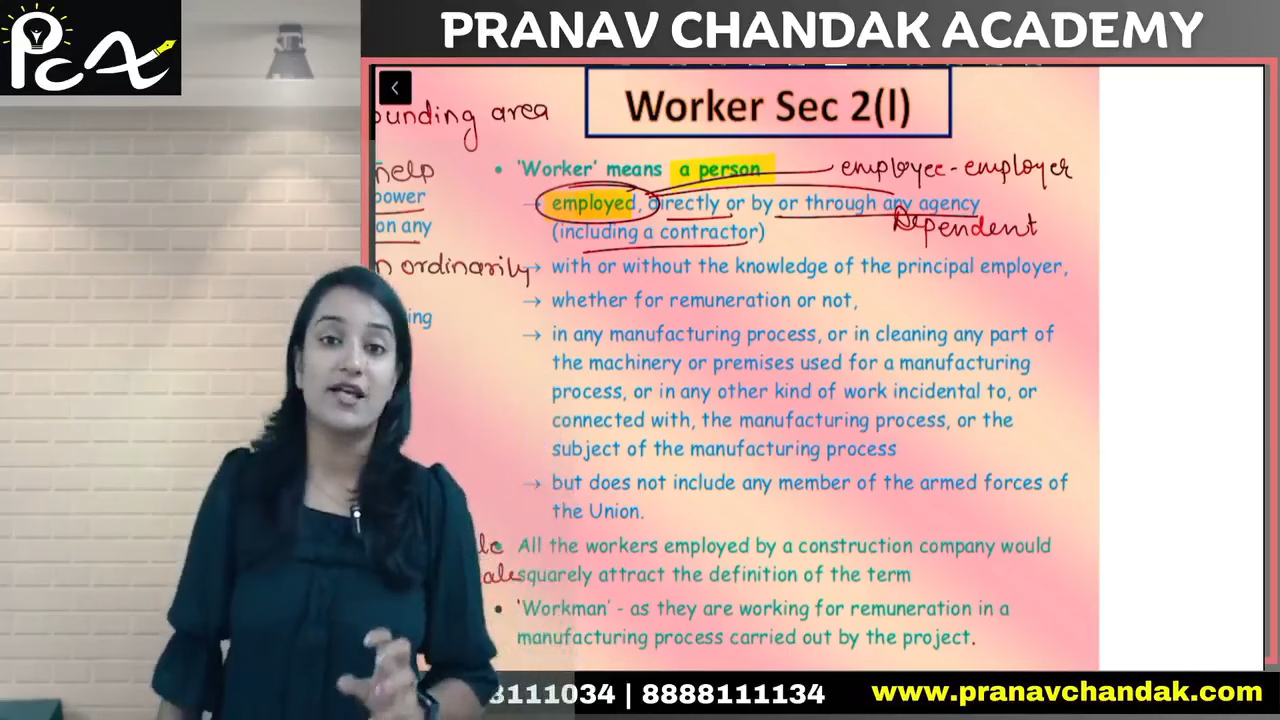 PCA
PRANAV CHANDAK ACADEMY
Worker Sec 2(l)
ounding area
help
power
on any
n ordinarily
ing
• 'Worker' means a person
employee - employer
→ employed, directly or by or through any agency
(including a contractor)
Dependent
→ with or without the knowledge of the principal employer,
→ whether for remuneration or not,
→ in any manufacturing process, or in cleaning any part of
the machinery or premises used for a manufacturing
process, or in any other kind of work incidental to, or
connected with, the manufacturing process, or the
subject of the manufacturing process
→ but does not include any member of the armed forces of
the Union.
All the workers employed by a construction company would
squarely attract the definition of the term
• 'Workman' - as they are working for remuneration in a
manufacturing process carried out by the project.
8111034 | 8888111134
www.pranavchandak.com